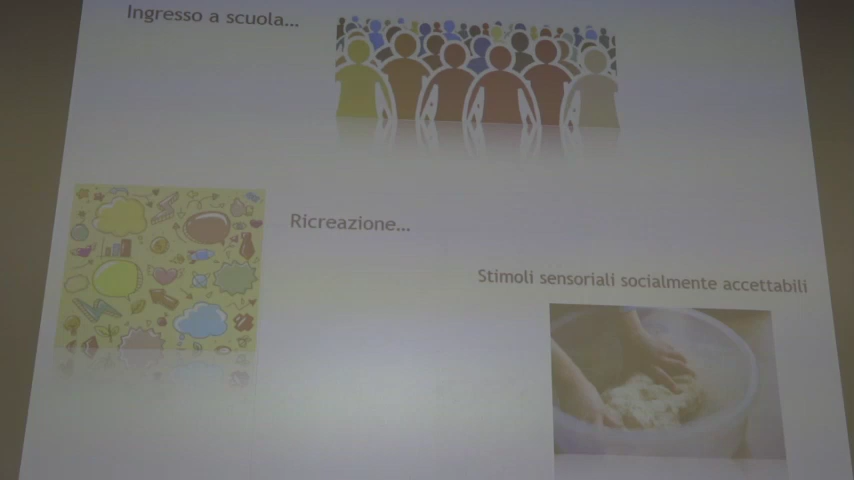 Ingresso a scuola...
Ricreazione...
Stimoli sensoriali socialmente accettabili